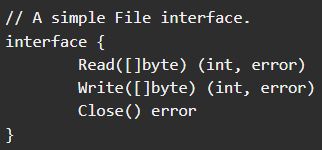 // A simple File interface.
interface {
        Read([]byte) (int, error)
        Write([]byte) (int, error)
        Close() error
}